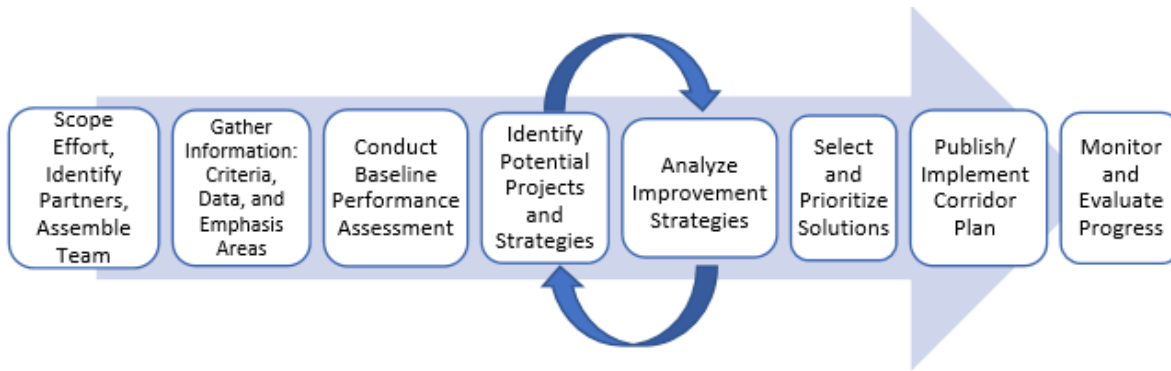 Scope
Effort,
Identify
Partners,
Assemble
Team
Gather
Information:
Criteria,
Data, and
Emphasis
Areas
Conduct
Baseline
Performance
Assessment
Identify
Potential
Projects
and
Strategies
Analyze
Improvement
Strategies
Select
and
Prioritize
Solutions
Publish/
Implement
Corridor
Plan
Monitor
and
Evaluate
Progress